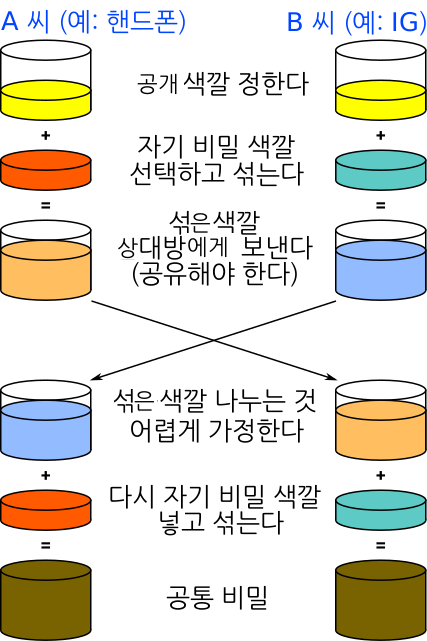 A 씨 (예: 핸드폰)
B 씨 (예: IG)
공개 색깔 정한다
+
+
자기 비밀 색깔
선택하고 섞는다
=
=
섞은 색깔
상대방에게 보낸다
(공유해야 한다)
섞은 색깔 나누는 것
어렵게 가정한다
+
+
다시 자기 비밀 색깔
넣고 섞는다
=
=
공통 비밀